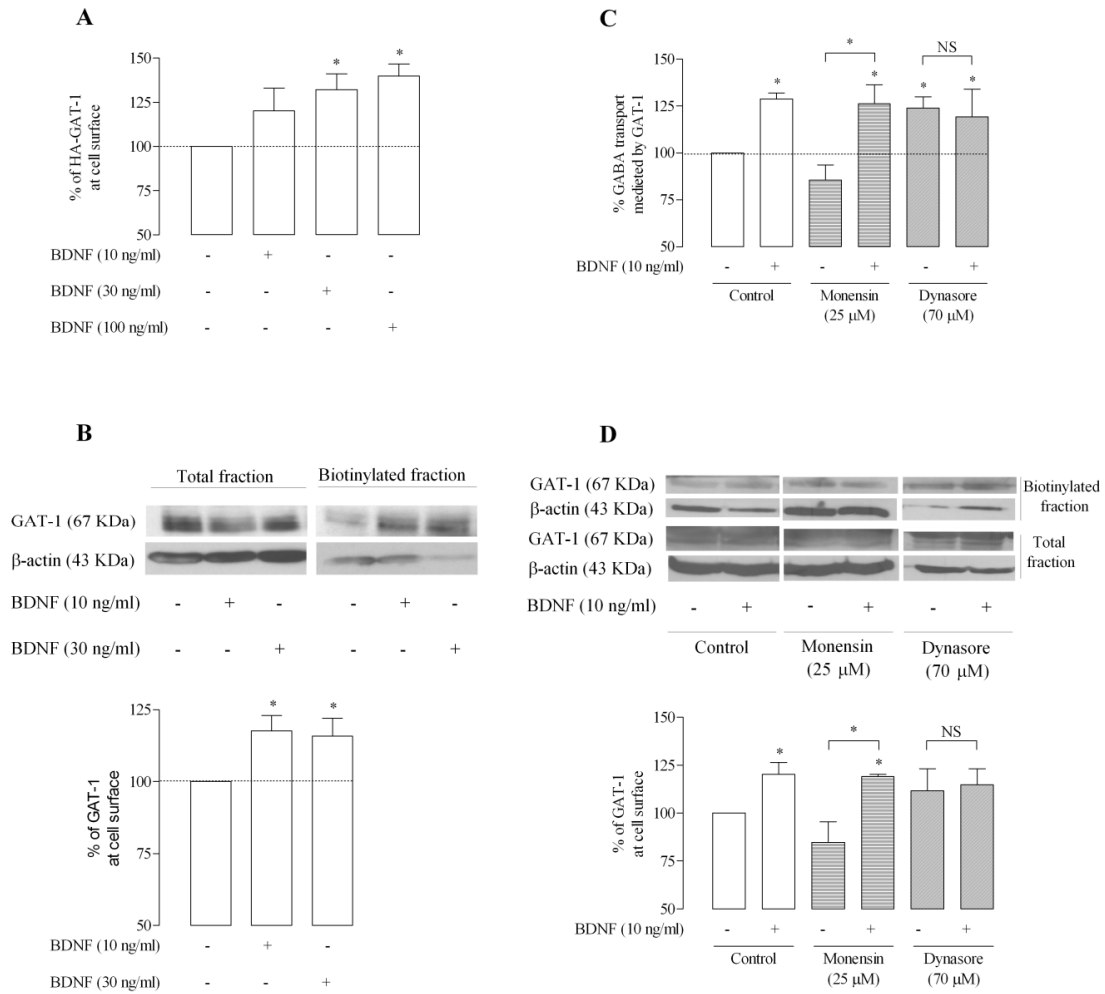 A
% of HA-GAT-1
at cell surface
150
125
100
75
50
* *
BDNF (10 ng/ml) - + - -
BDNF (30 ng/ml) - - + -
BDNF (100 ng/ml) - - - +
C
% GABA transport
medieted by GAT-1
150
125
100
75
50
* * * * * NS
BDNF (10 ng/ml) - + - + - +
Control Monensin Dynasore
(25 µM) (70 µM)
B
Total fraction Biotinylated fraction
GAT-1 (67 KDa)
β-actin (43 KDa)
BDNF (10 ng/ml) - + - - + -
BDNF (30 ng/ml) - - + - - +
% of GAT-1
at cell surface
125
100
75
50
* *
BDNF (10 ng/ml) - + -
BDNF (30 ng/ml) - - +
D
GAT-1 (67 KDa) Biotinylated
β-actin (43 KDa) fraction
GAT-1 (67 KDa) Total
β-actin (43 KDa) fraction
BDNF (10 ng/ml) - + - + - +
Control Monensin Dynasore
(25 µM) (70 µM)
% of GAT-1
at cell surface
150
125
100
75
50
* * * NS
BDNF (10 ng/ml) - + - + - +
Control Monensin Dynasore
(25 µM) (70 µM)